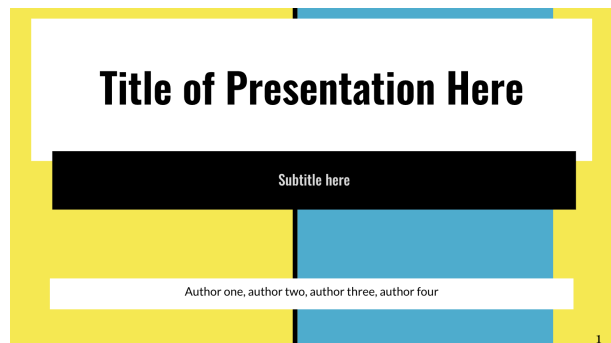 Title of Presentation Here
Subtitle here
Author one, author two, author three, author four
1